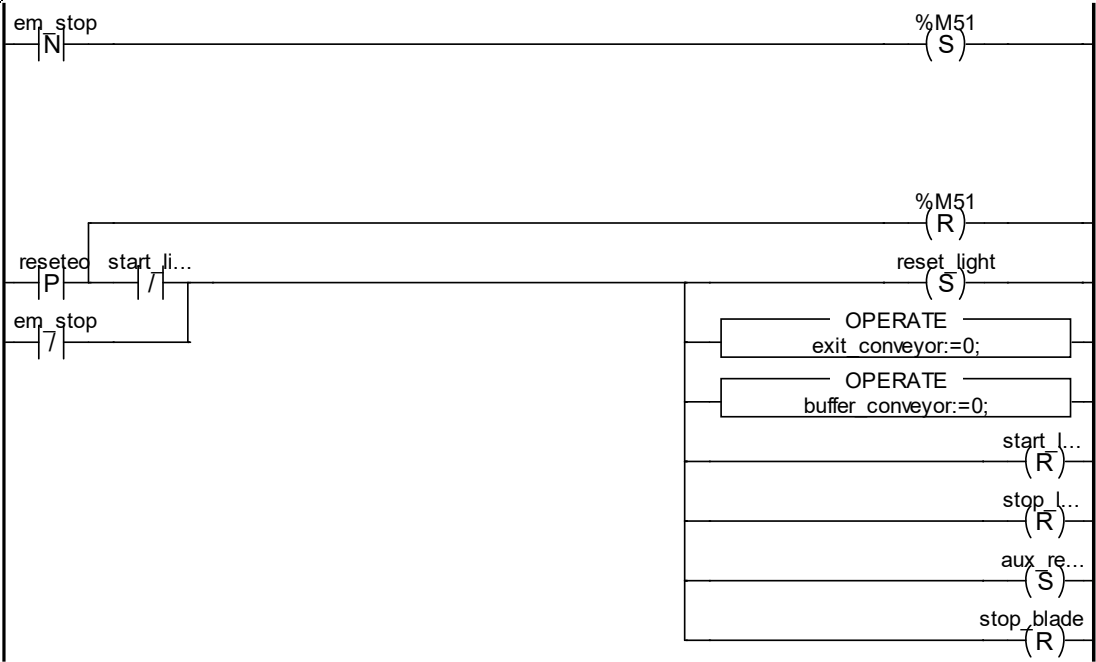 em_stop %M51
N S
%M51
R
reseteo start_li... reset_light
P / S
em_stop OPERATE
/ exit_conveyor:=0;
OPERATE
buffer_conveyor:=0;
start_l...
R
stop_l...
R
aux_re...
S
stop_blade
R